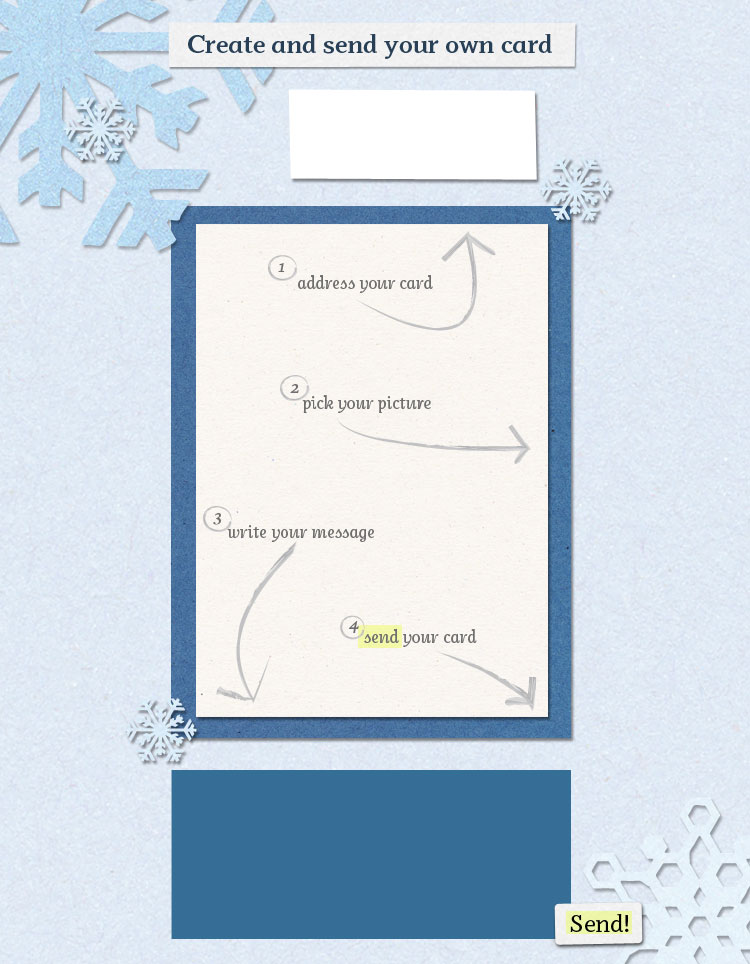 Create and send your own card
1
address your card
2
pick your picture
3
write your message
4
send your card
Send!